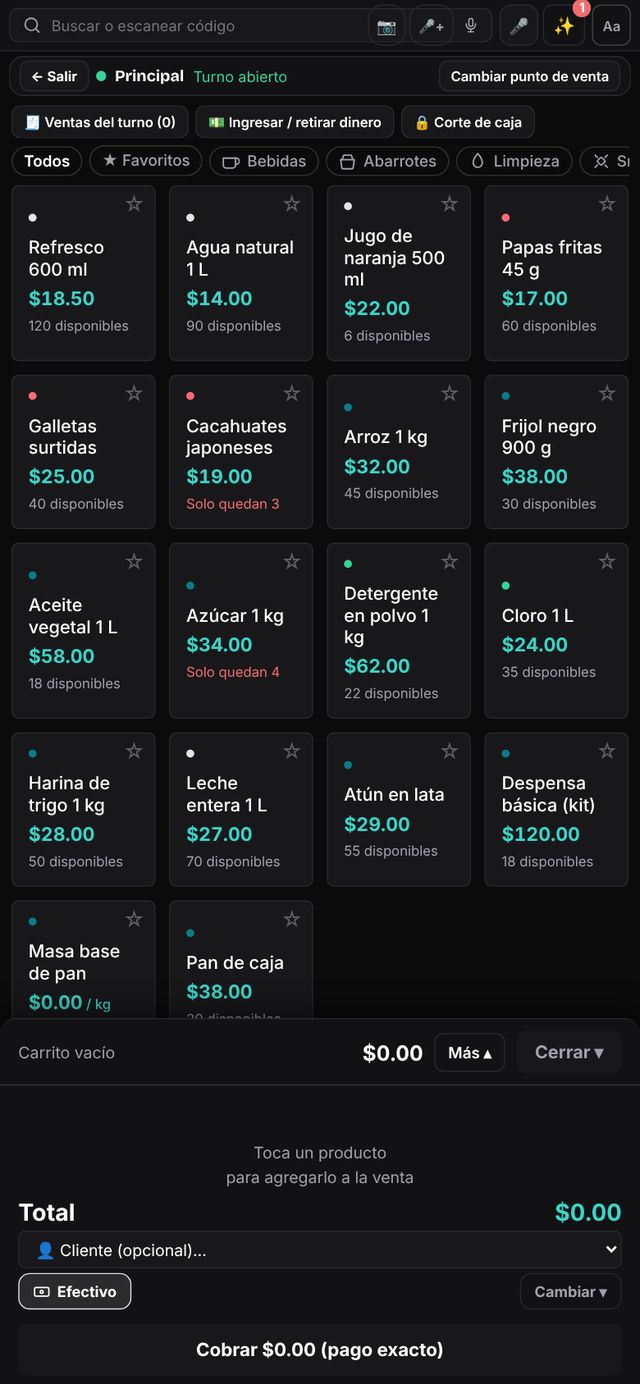 Buscar o escanear código
1
Aa
← Salir
Principal
Turno abierto
Cambiar punto de venta
Ventas del turno (0)
Ingresar / retirar dinero
Corte de caja
Todos
★ Favoritos
Bebidas
Abarrotes
Limpieza
Refresco
600 ml
$18.50
120 disponibles
Agua natural
1 L
$14.00
90 disponibles
Jugo de
naranja 500
ml
$22.00
6 disponibles
Papas fritas
45 g
$17.00
60 disponibles
Galletas
surtidas
$25.00
40 disponibles
Cacahuates
japoneses
$19.00
Solo quedan 3
Arroz 1 kg
$32.00
45 disponibles
Frijol negro
900 g
$38.00
30 disponibles
Aceite
vegetal 1 L
$58.00
18 disponibles
Azúcar 1 kg
$34.00
Solo quedan 4
Detergente
en polvo 1
kg
$62.00
22 disponibles
Cloro 1 L
$24.00
35 disponibles
Harina de
trigo 1 kg
$28.00
50 disponibles
Leche
entera 1 L
$27.00
70 disponibles
Atún en lata
$29.00
55 disponibles
Despensa
básica (kit)
$120.00
18 disponibles
Masa base
de pan
$0.00 / kg
Pan de caja
$38.00
Carrito vacío
$0.00
Más ▴
Cerrar ▾
Toca un producto
para agregarlo a la venta
Total
$0.00
Cliente (opcional)...
Efectivo
Cambiar ▾
Cobrar $0.00 (pago exacto)